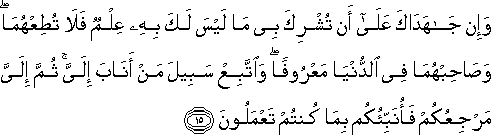 وَإِن جَـٰهَدَاكَ عَلَىٰٓ أَن تُشْرِكَ بِى مَا لَيْسَ لَكَ بِهِۦ عِلْمٌ فَلَا تُطِعْهُمَا ۖ
وَصَاحِبْهُمَا فِى ٱلدُّنْيَا مَعْرُوفًا ۖ وَٱتَّبِعْ سَبِيلَ مَنْ أَنَابَ إِلَىَّ ۚ ثُمَّ إِلَىَّ
مَرْجِعُكُمْ فَأُنَبِّئُكُم بِمَا كُنتُمْ تَعْمَلُونَ ۝١٥